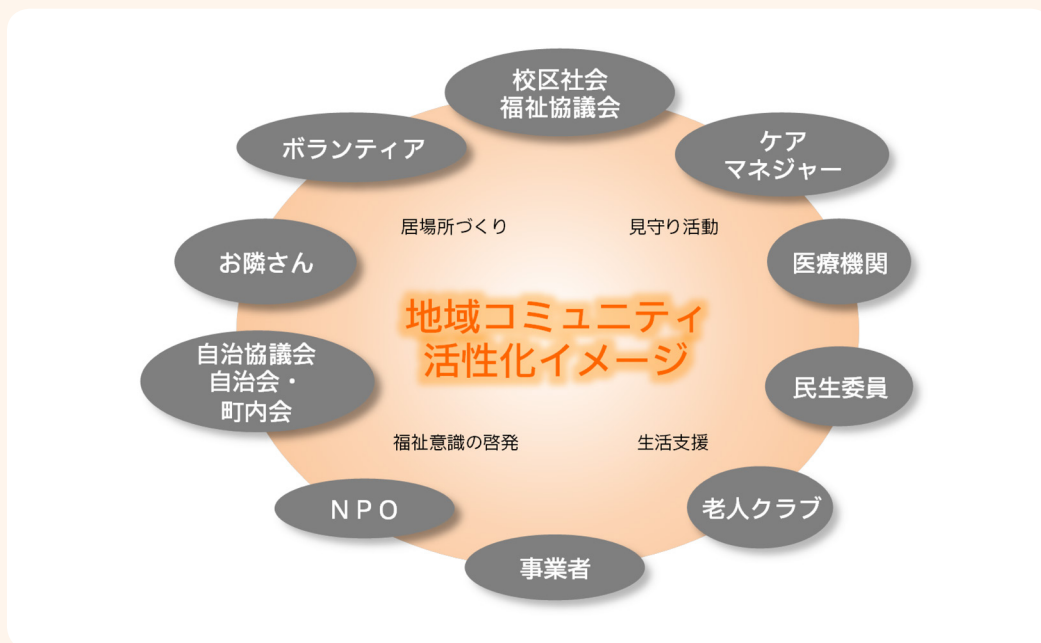 校区社会
福祉協議会
ボランティア
ケア
マネジャー
居場所づくり
見守り活動
お隣さん
医療機関
地域コミュニティ
活性化イメージ
自治協議会
自治会・
町内会
民生委員
福祉意識の啓発
生活支援
ＮＰＯ
老人クラブ
事業者